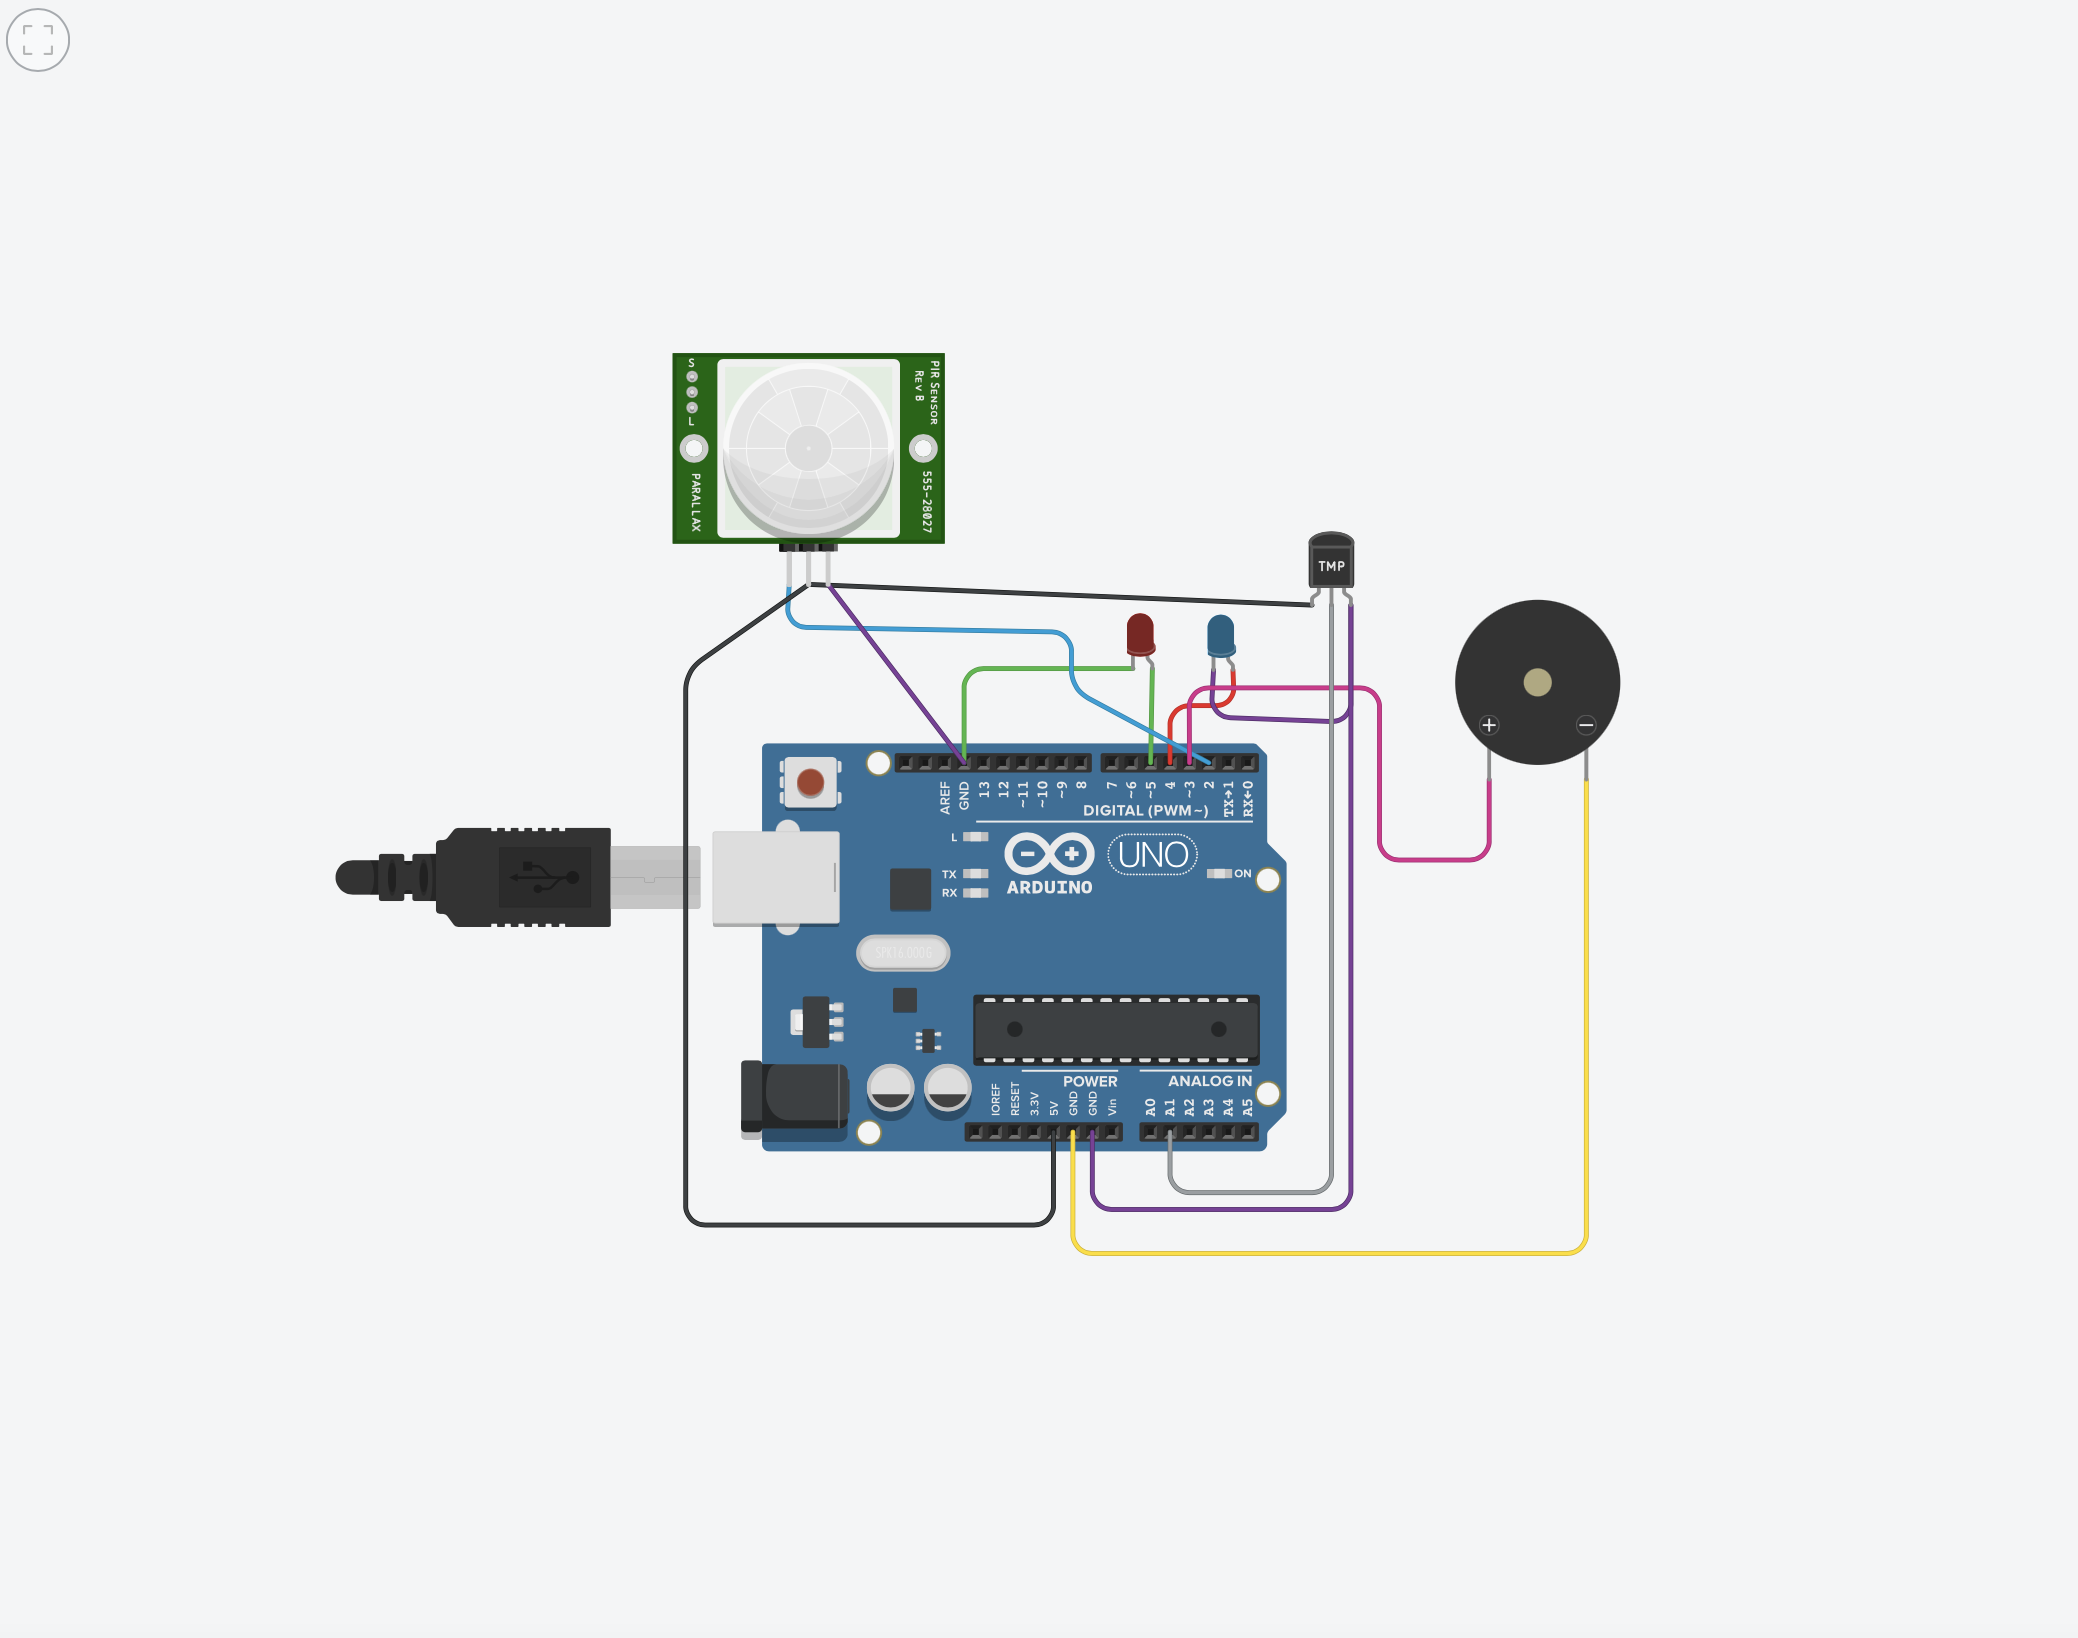 S
L
PARALLAX
PIR SENSOR
REV B
555-28027
TMP
+
−
AREF
GND
13
12
~11
~10
~9
8
7
~6
~5
4
~3
2
TX→1
RX←0
DIGITAL (PWM~)
L
TX
RX
UNO
ARDUINO
ON
SPK16.000G
POWER
ANALOG IN
IOREF
RESET
3.3V
5V
GND
GND
Vin
A0
A1
A2
A3
A4
A5